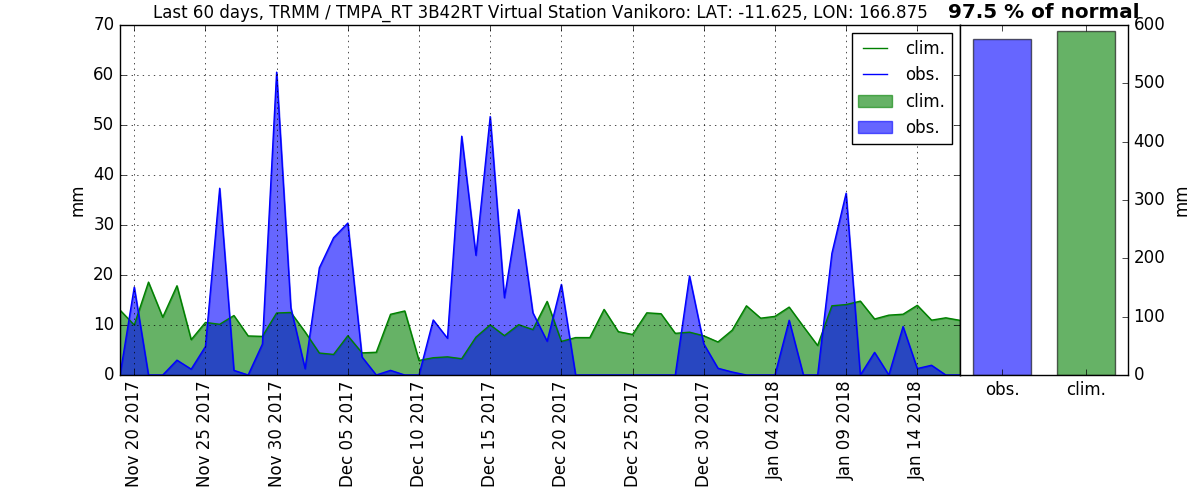 Last 60 days, TRMM / TMPA_RT 3B42RT Virtual Station Vanikoro: LAT: -11.625, LON: 166.875
97.5 % of normal
70
60
50
40
30
20
10
0
mm
clim.
obs.
clim.
obs.
Nov 20 2017
Nov 25 2017
Nov 30 2017
Dec 05 2017
Dec 10 2017
Dec 15 2017
Dec 20 2017
Dec 25 2017
Dec 30 2017
Jan 04 2018
Jan 09 2018
Jan 14 2018
600
500
400
300
200
100
0
mm
obs.
clim.